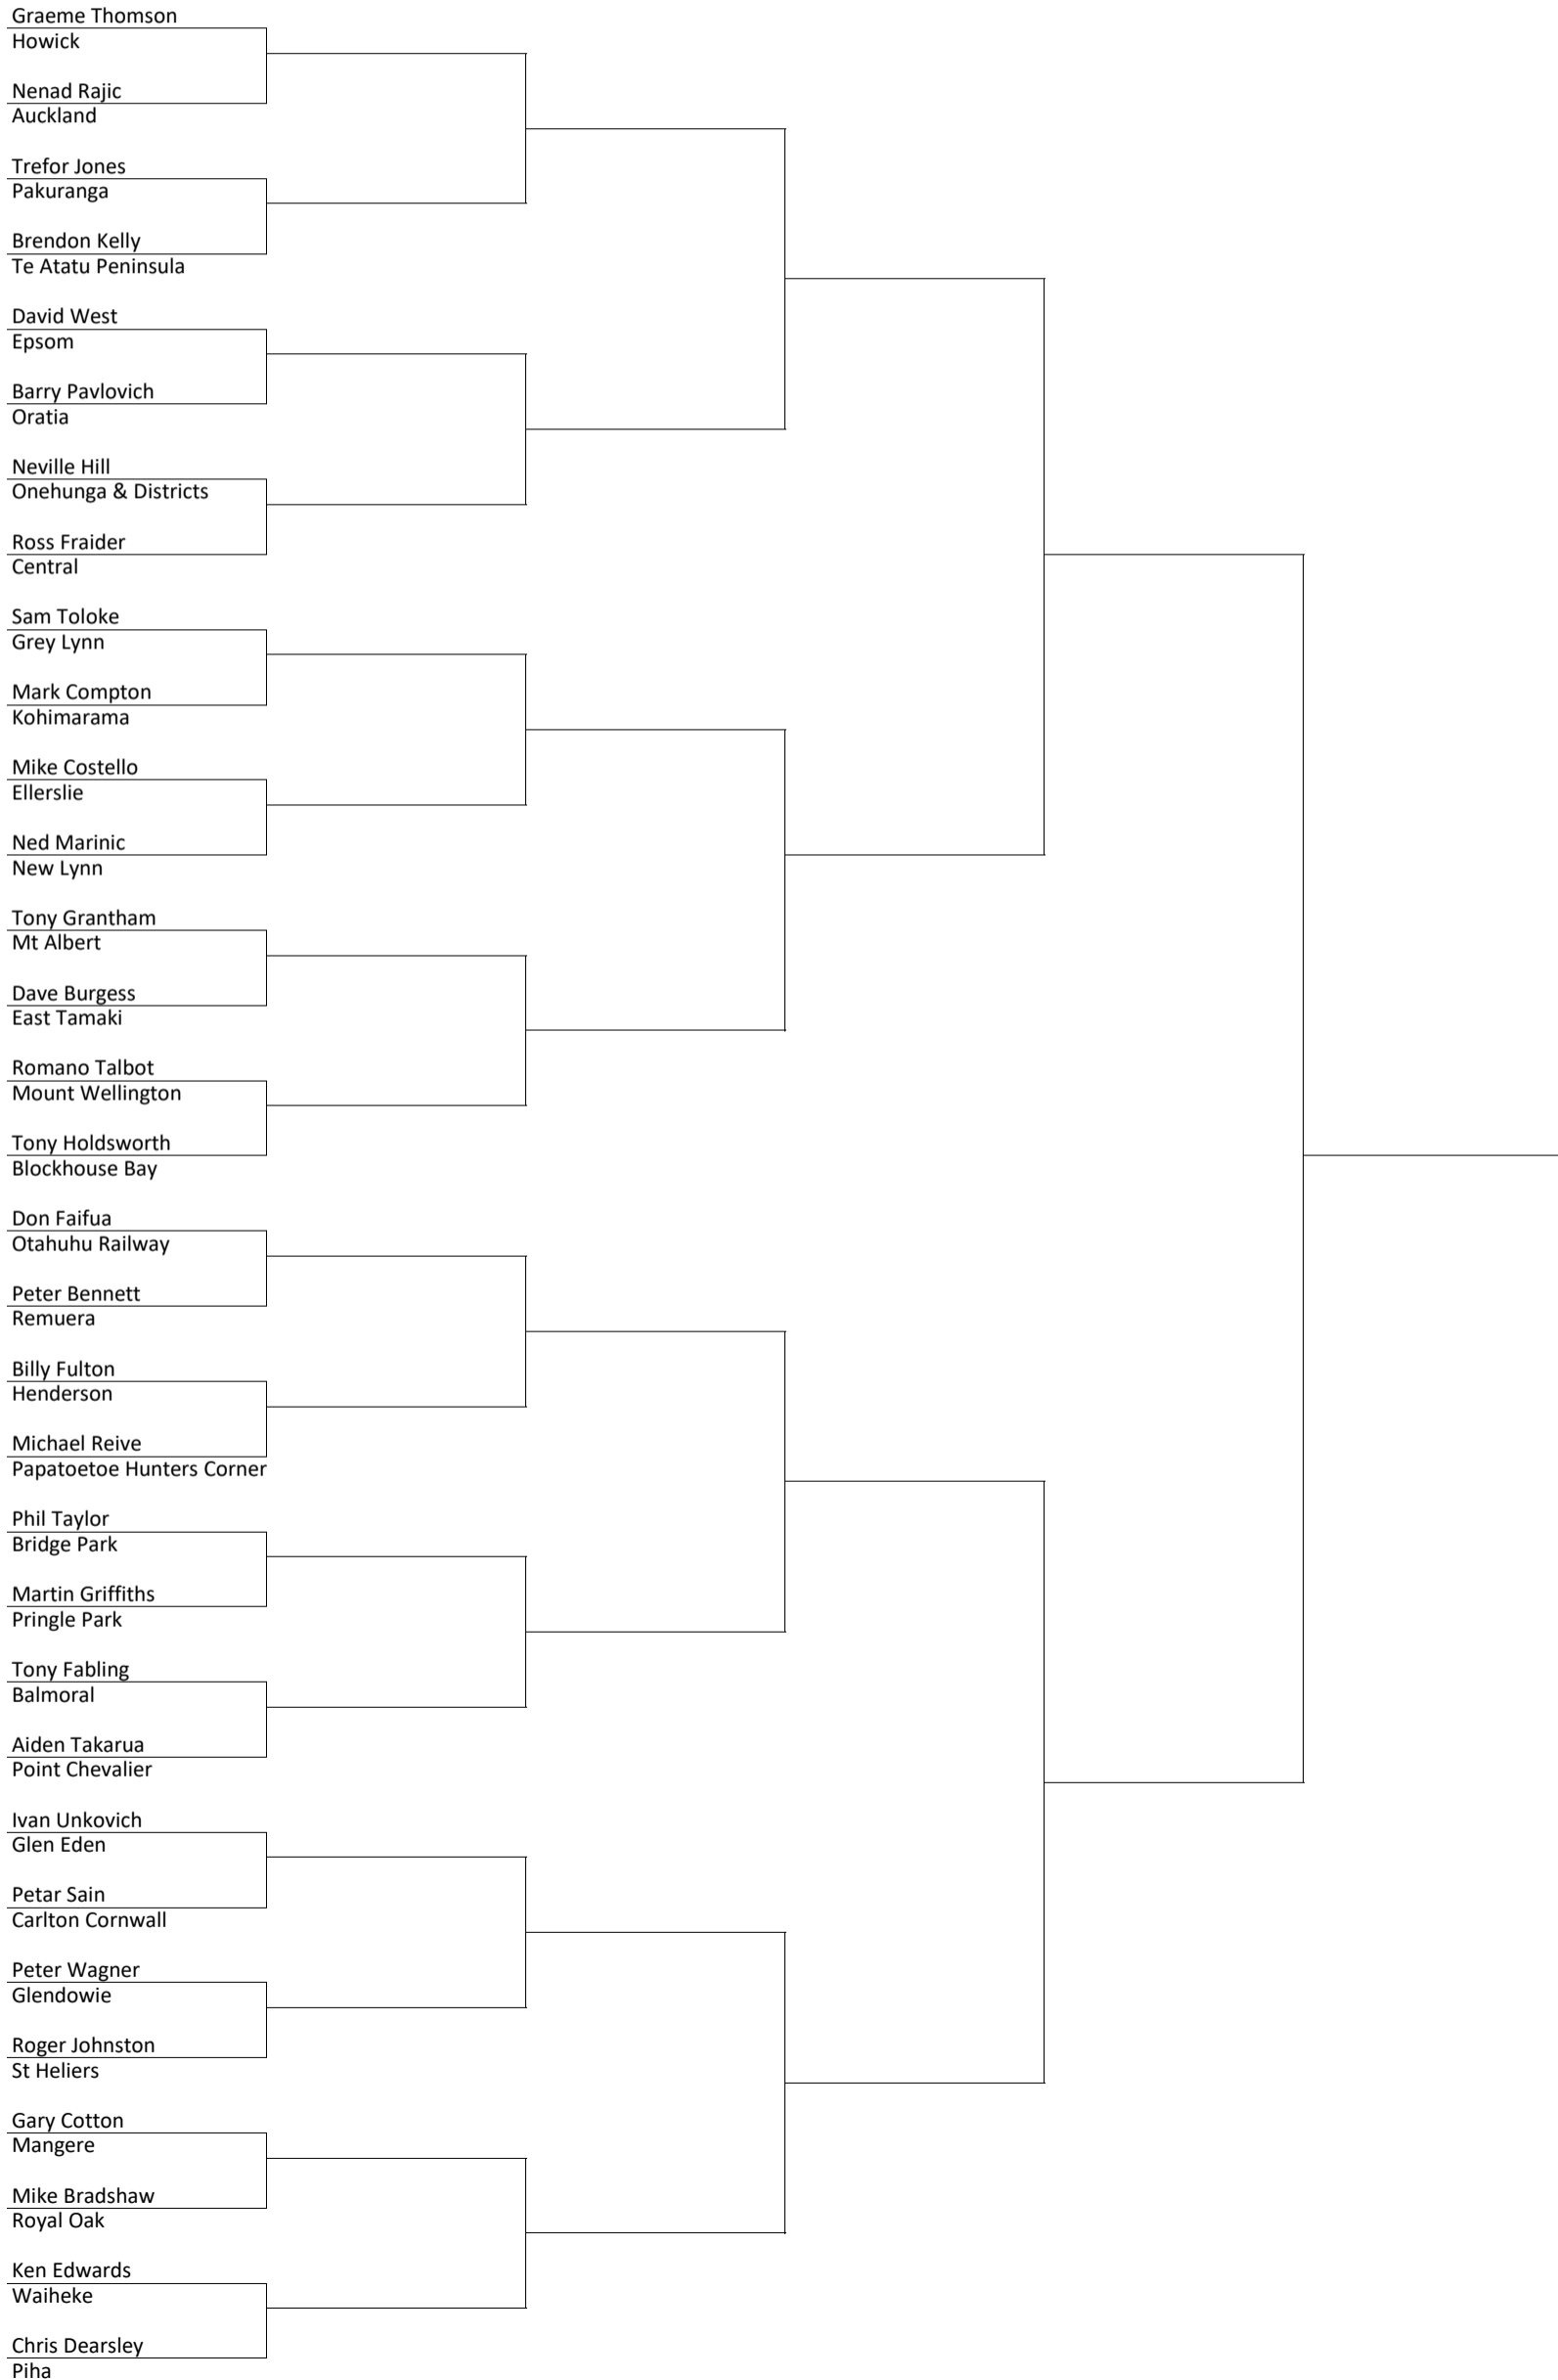 Graeme Thomson
Howick
Nenad Rajic
Auckland
Trefor Jones
Pakuranga
Brendon Kelly
Te Atatu Peninsula
David West
Epsom
Barry Pavlovich
Oratia
Neville Hill
Onehunga & Districts
Ross Fraider
Central
Sam Toloke
Grey Lynn
Mark Compton
Kohimarama
Mike Costello
Ellerslie
Ned Marinic
New Lynn
Tony Grantham
Mt Albert
Dave Burgess
East Tamaki
Romano Talbot
Mount Wellington
Tony Holdsworth
Blockhouse Bay
Don Faifua
Otahuhu Railway
Peter Bennett
Remuera
Billy Fulton
Henderson
Michael Reive
Papatoetoe Hunters Corner
Phil Taylor
Bridge Park
Martin Griffiths
Pringle Park
Tony Fabling
Balmoral
Aiden Takarua
Point Chevalier
Ivan Unkovich
Glen Eden
Petar Sain
Carlton Cornwall
Peter Wagner
Glendowie
Roger Johnston
St Heliers
Gary Cotton
Mangere
Mike Bradshaw
Royal Oak
Ken Edwards
Waiheke
Chris Dearsley
Piha